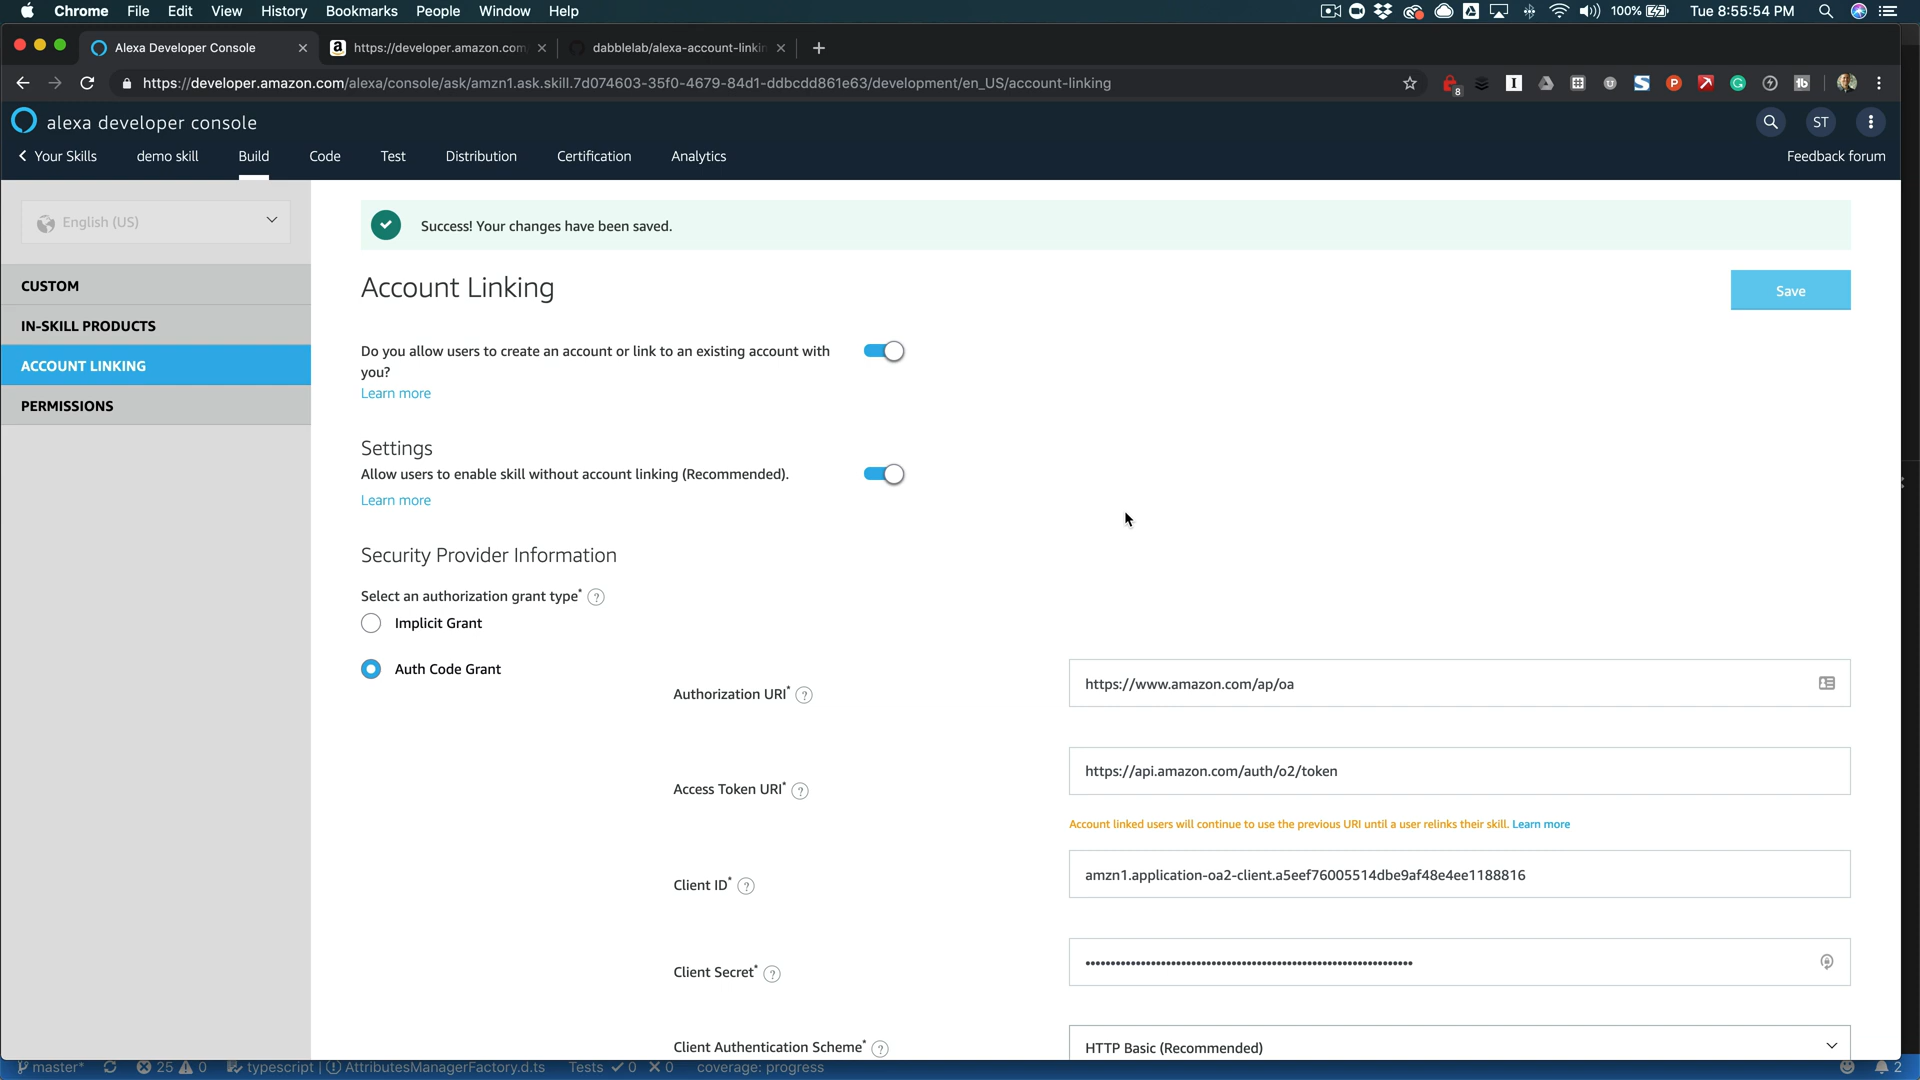 Chrome File Edit View History Bookmarks People Window Help 100% Tue 8:55:54 PM
Alexa Developer Console https://developer.amazon.com dabblelab/alexa-account-linkin
https://developer.amazon.com/alexa/console/ask/amzn1.ask.skill.7d074603-35f0-4679-84d1-ddbcdd861e63/development/en_US/account-linking 8
alexa developer console ST
Your Skills demo skill Build Code Test Distribution Certification Analytics Feedback forum
English (US)
CUSTOM
IN-SKILL PRODUCTS
ACCOUNT LINKING
PERMISSIONS
Success! Your changes have been saved.
Account Linking
Save
Do you allow users to create an account or link to an existing account with
you?
Learn more
Settings
Allow users to enable skill without account linking (Recommended).
Learn more
Security Provider Information
Select an authorization grant type* ?
Implicit Grant
Auth Code Grant
Authorization URI* ?
https://www.amazon.com/ap/oa
Access Token URI* ?
https://api.amazon.com/auth/o2/token
Account linked users will continue to use the previous URI until a user relinks their skill. Learn more
Client ID* ?
amzn1.application-oa2-client.a5eef76005514dbe9af48e4ee1188816
Client Secret* ?
••••••••••••••••••••••••••••••••••••••••••••••••••••••••••••••••
Client Authentication Scheme* ?
HTTP Basic (Recommended)
master* 25 0 typescript | AttributesManagerFactory.d.ts Tests 0 0 coverage: progress 2